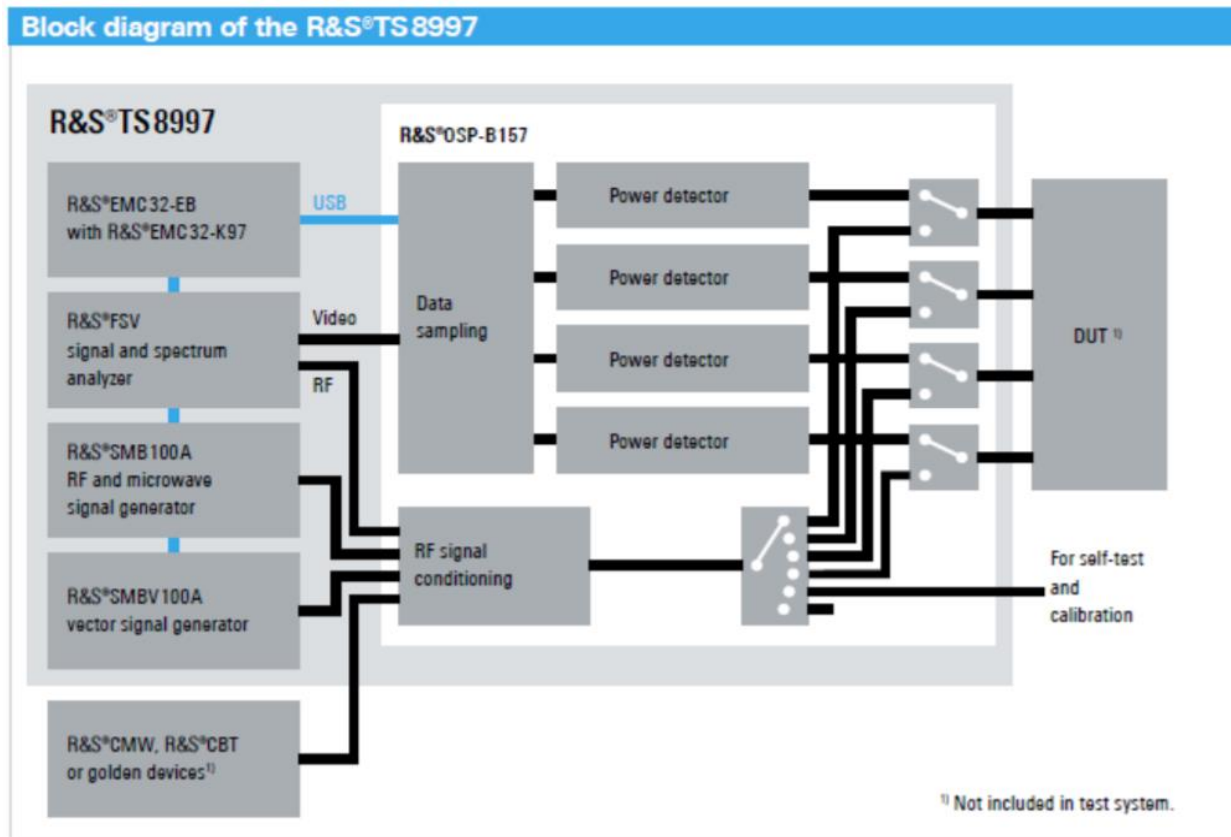 Block diagram of the R&S®TS8997
R&S®TS8997
R&S®OSP-B157
R&S®EMC32-EB
with R&S®EMC32-K97
USB
Power detector
Power detector
Data
sampling
R&S®FSV
signal and spectrum
analyzer
Video
RF
DUT 1)
Power detector
Power detector
R&S®SMB100A
RF and microwave
signal generator
RF signal
conditioning
For self-test
and
calibration
R&S®SMBV100A
vector signal generator
R&S®CMW, R&S®CBT
or golden devices1)
1) Not included in test system.